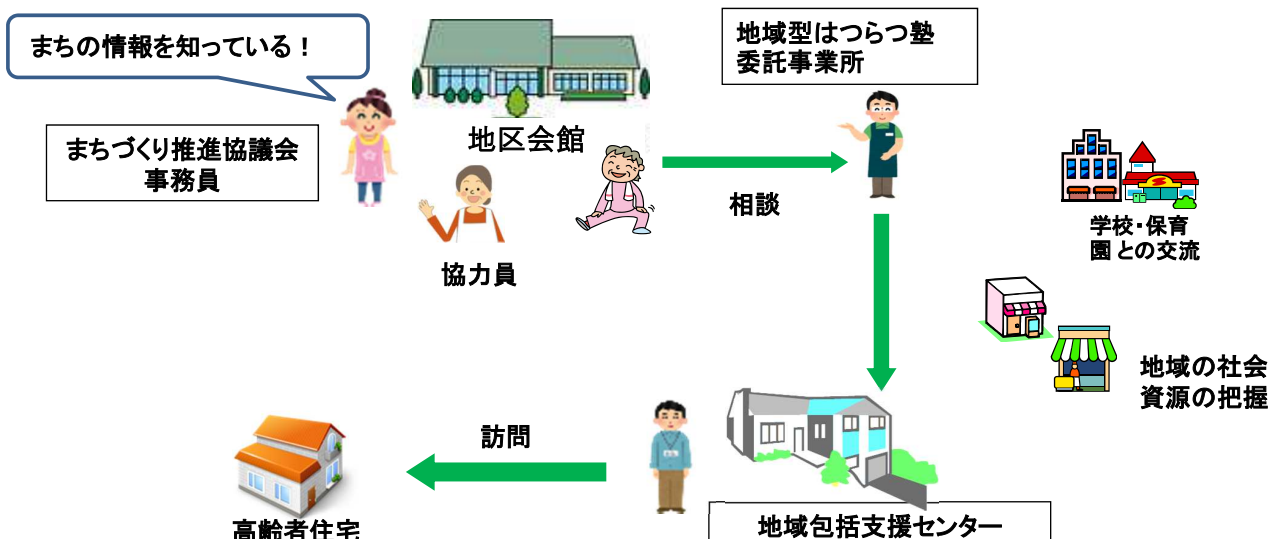 まちの情報を知っている！
まちづくり推進協議会
事務員
地区会館
協力員
相談
地域型はつらつ塾
委託事業所
学校・保育
園との交流
地域の社会
資源の把握
訪問
高齢者住宅
地域包括支援センター